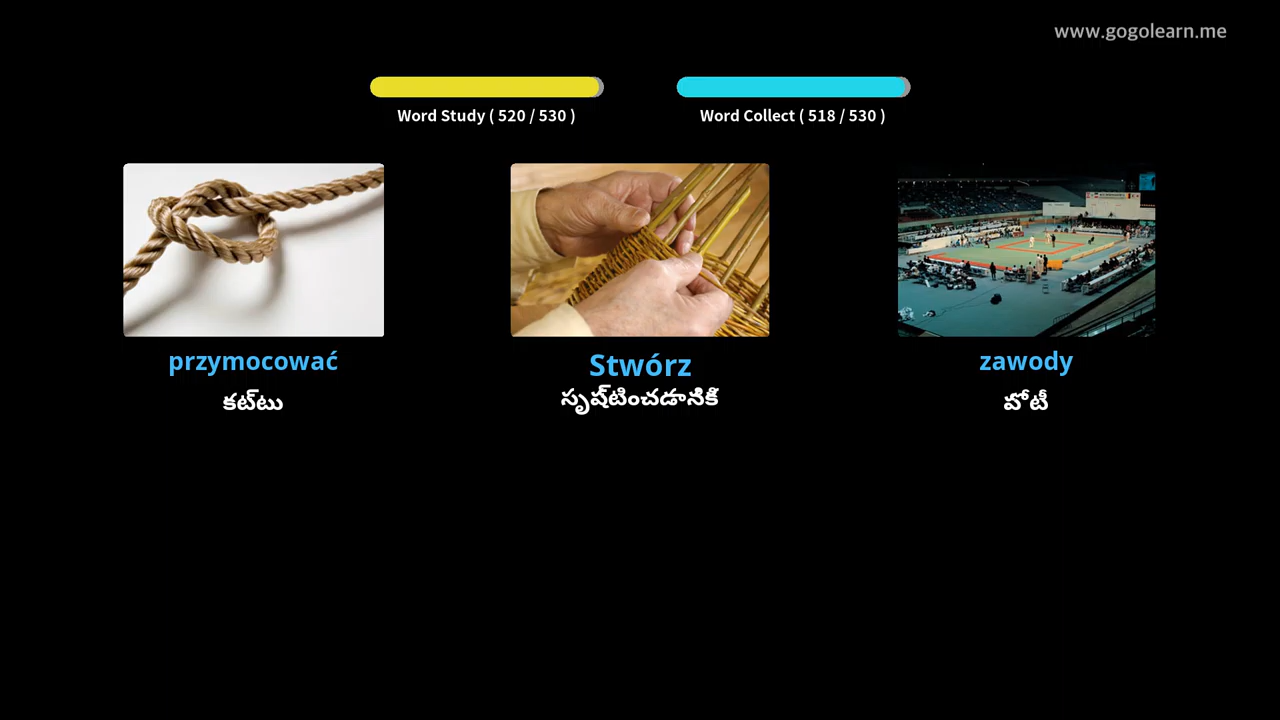 www.gogolearn.me
Word Study ( 520 / 530 )
Word Collect ( 518 / 530 )
przymocować
Stwórz
zawody
కట్టు
సృష్టించడానికి
పోటీ